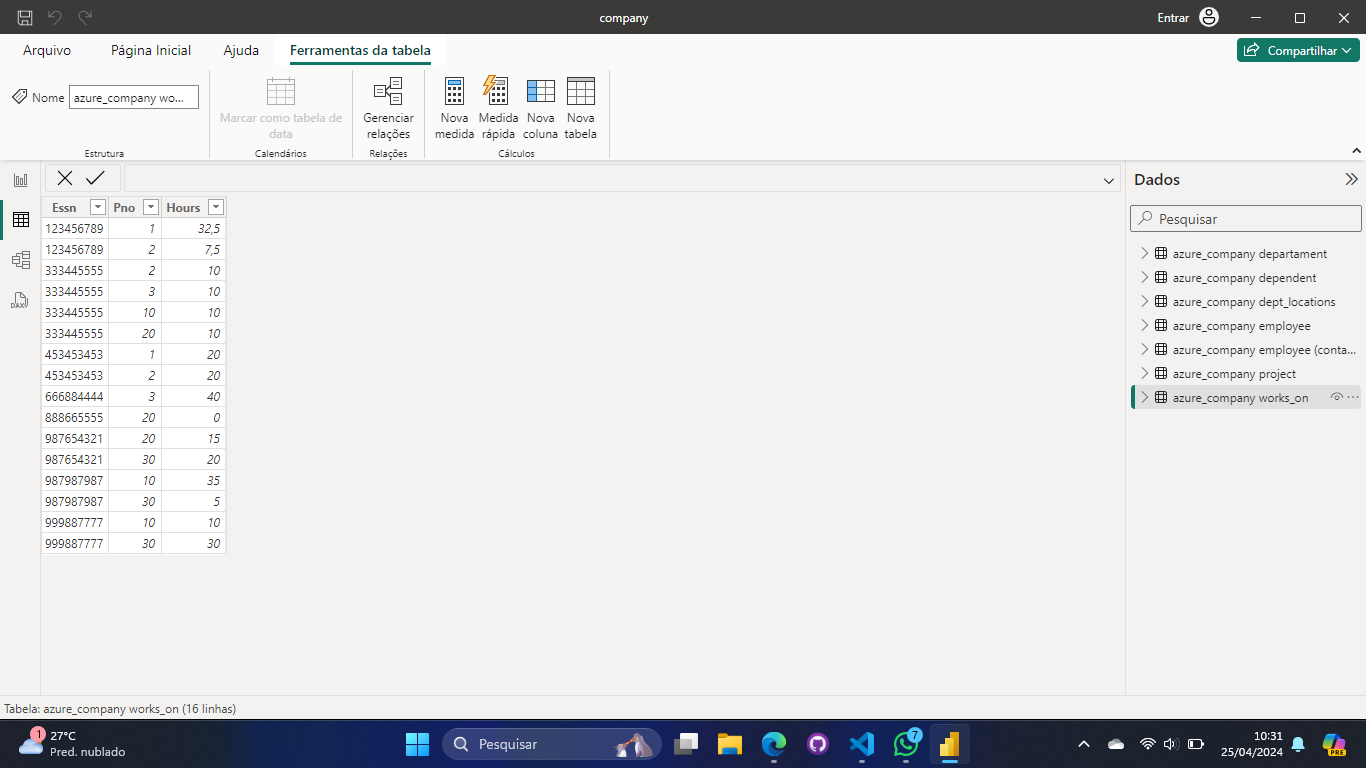 company
Entrar
Arquivo Página Inicial Ajuda Ferramentas da tabela
Compartilhar
Nome azure_company wo...
Marcar como tabela de
data
Gerenciar
relações
Nova
medida
Medida
rápida
Nova
coluna
Nova
tabela
Estrutura Calendários Relações Cálculos
Dados
Pesquisar
azure_company departament
azure_company dependent
azure_company dept_locations
azure_company employee
azure_company employee (conta...
azure_company project
azure_company works_on
DAX
Essn Pno Hours
123456789 1 32,5
123456789 2 7,5
333445555 2 10
333445555 3 10
333445555 10 10
333445555 20 10
453453453 1 20
453453453 2 20
666884444 3 40
888665555 20 0
987654321 20 15
987654321 30 20
987987987 10 35
987987987 30 5
999887777 10 10
999887777 30 30
Tabela: azure_company works_on (16 linhas)
1
27°C
Pred. nublado
Pesquisar
7
10:31
25/04/2024
PRE